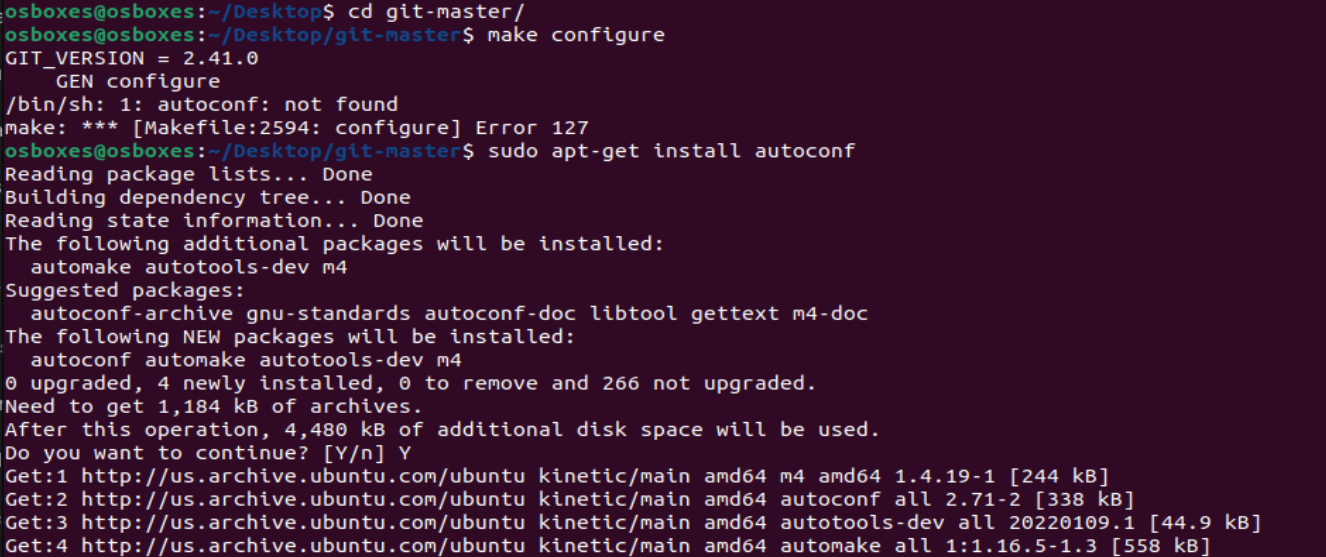 osboxes@osboxes:~/Desktop$ cd git-master/
osboxes@osboxes:~/Desktop/git-master$ make configure
GIT_VERSION = 2.41.0
    GEN configure
/bin/sh: 1: autoconf: not found
make: *** [Makefile:2594: configure] Error 127
osboxes@osboxes:~/Desktop/git-master$ sudo apt-get install autoconf
Reading package lists... Done
Building dependency tree... Done
Reading state information... Done
The following additional packages will be installed:
  automake autotools-dev m4
Suggested packages:
  autoconf-archive gnu-standards autoconf-doc libtool gettext m4-doc
The following NEW packages will be installed:
  autoconf automake autotools-dev m4
0 upgraded, 4 newly installed, 0 to remove and 266 not upgraded.
Need to get 1,184 kB of archives.
After this operation, 4,480 kB of additional disk space will be used.
Do you want to continue? [Y/n] Y
Get:1 http://us.archive.ubuntu.com/ubuntu kinetic/main amd64 m4 amd64 1.4.19-1 [244 kB]
Get:2 http://us.archive.ubuntu.com/ubuntu kinetic/main amd64 autoconf all 2.71-2 [338 kB]
Get:3 http://us.archive.ubuntu.com/ubuntu kinetic/main amd64 autotools-dev all 20220109.1 [44.9 kB]
Get:4 http://us.archive.ubuntu.com/ubuntu kinetic/main amd64 automake all 1:1.16.5-1.3 [558 kB]